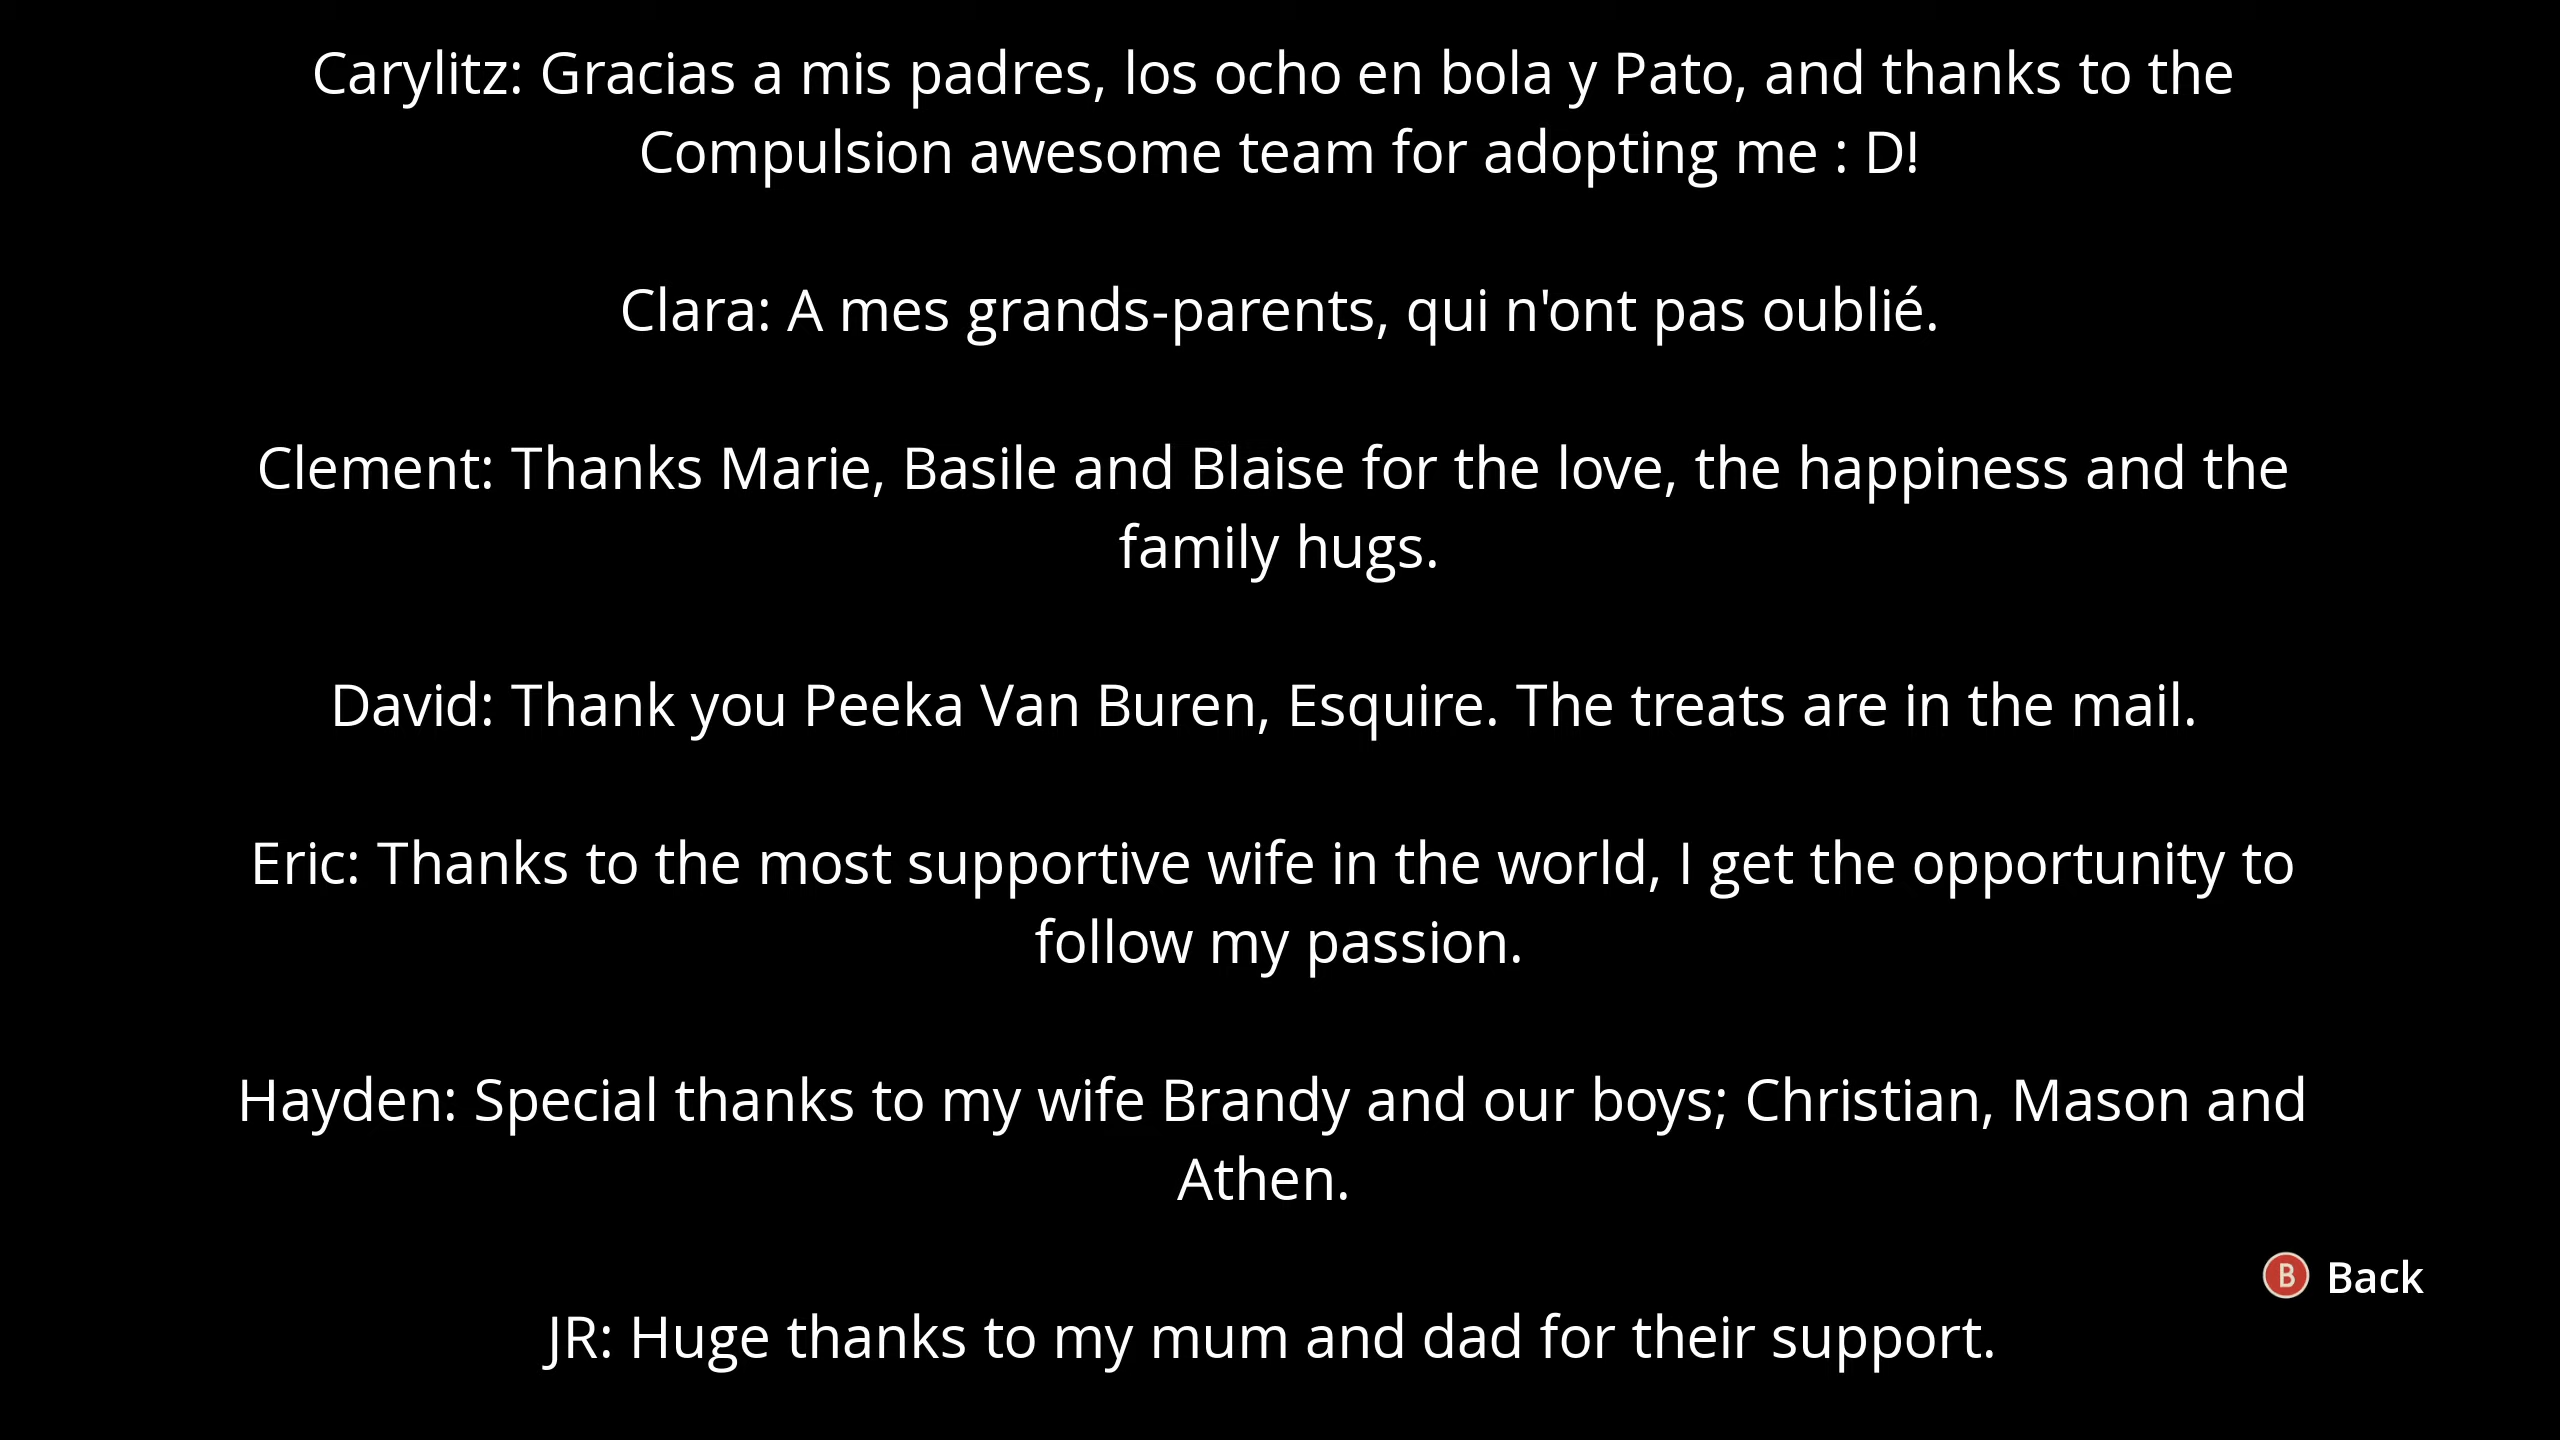 Carylitz: Gracias a mis padres, los ocho en bola y Pato, and thanks to the
Compulsion awesome team for adopting me : D!
Clara: A mes grands-parents, qui n'ont pas oublié.
Clement: Thanks Marie, Basile and Blaise for the love, the happiness and the
family hugs.
David: Thank you Peeka Van Buren, Esquire. The treats are in the mail.
Eric: Thanks to the most supportive wife in the world, I get the opportunity to
follow my passion.
Hayden: Special thanks to my wife Brandy and our boys; Christian, Mason and
Athen.
B Back
JR: Huge thanks to my mum and dad for their support.